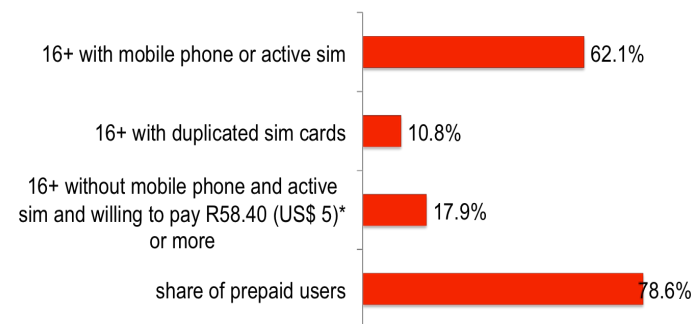 16+ with mobile phone or active sim
62.1%
16+ with duplicated sim cards
10.8%
16+ without mobile phone and active
sim and willing to pay R58.40 (US$ 5)*
or more
17.9%
share of prepaid users
78.6%